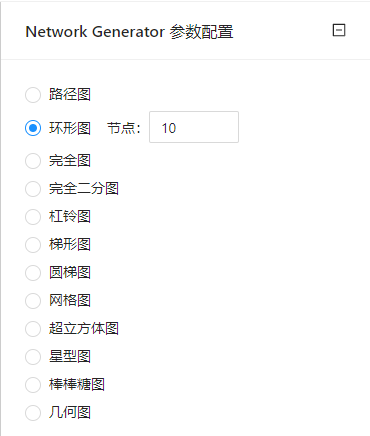 Network Generator 参数配置
路径图
环形图 节点： 10
完全图
完全二分图
杠铃图
梯形图
圆梯图
网格图
超立方体图
星型图
棒棒糖图
几何图